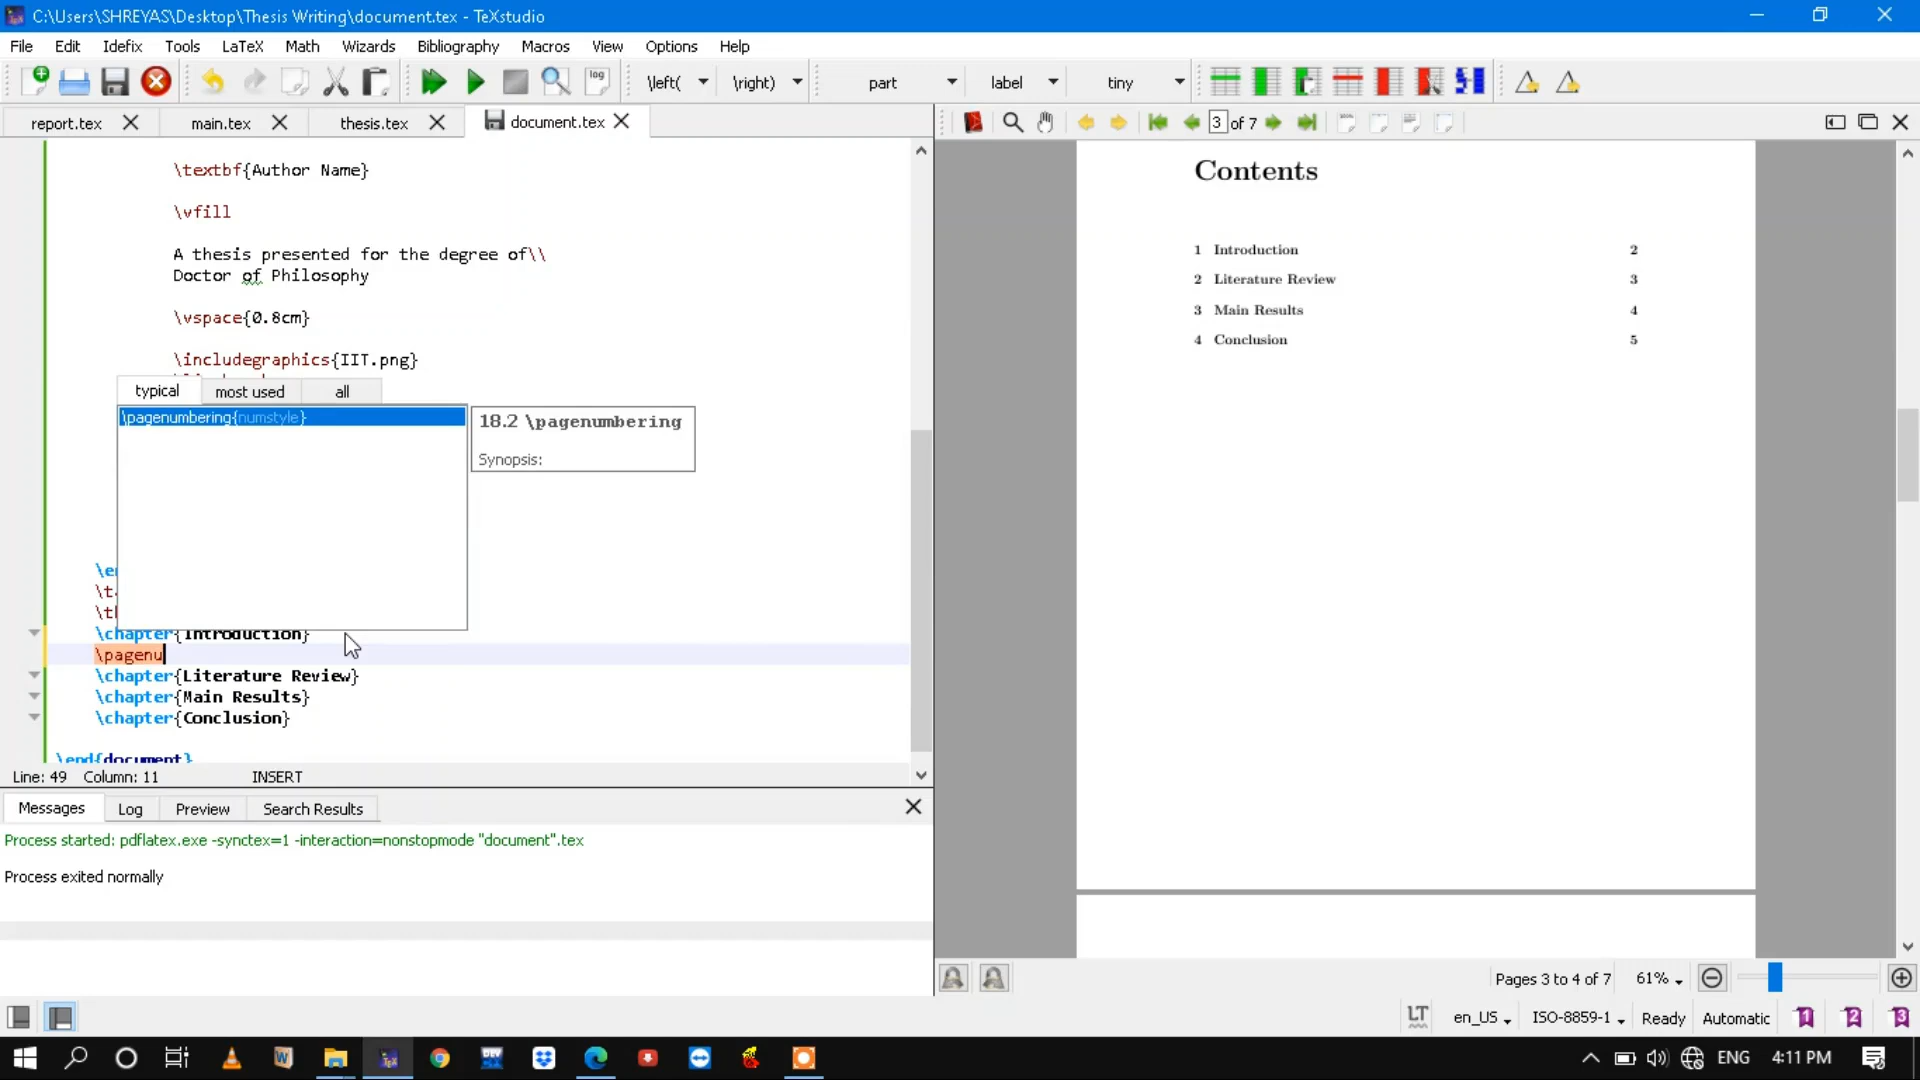 C:\Users\SHREYAS\Desktop\Thesis Writing\document.tex - TeXstudio
File Edit Idefix Tools LaTeX Math Wizards Bibliography Macros View Options Help
log \left( \right) part label tiny
report.tex main.tex thesis.tex document.tex
3 of 7
\textbf{Author Name}
\vfill
A thesis presented for the degree of\\
Doctor of Philosophy
\vspace{0.8cm}
\includegraphics{IIT.png}
typical most used all
\pagenumbering{numstyle}
18.2 \pagenumbering
Synopsis:
\chapter{Introduction}
\pagenu
\chapter{Literature Review}
\chapter{Main Results}
\chapter{Conclusion}
\end{document}
Line: 49 Column: 11 INSERT
Messages Log Preview Search Results
Process started: pdflatex.exe -synctex=1 -interaction=nonstopmode "document".tex
Process exited normally
Contents
1 Introduction 2
2 Literature Review 3
3 Main Results 4
4 Conclusion 5
Pages 3 to 4 of 7 61%
LT en_US ISO-8859-1 Ready Automatic 1 2 3
ENG 4:11 PM